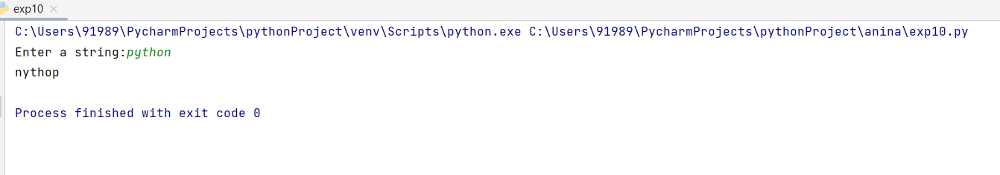 exp10
C:\Users\91989\PycharmProjects\pythonProject\venv\Scripts\python.exe C:\Users\91989\PycharmProjects\pythonProject\anina\exp10.py
Enter a string:python
nythop
Process finished with exit code 0